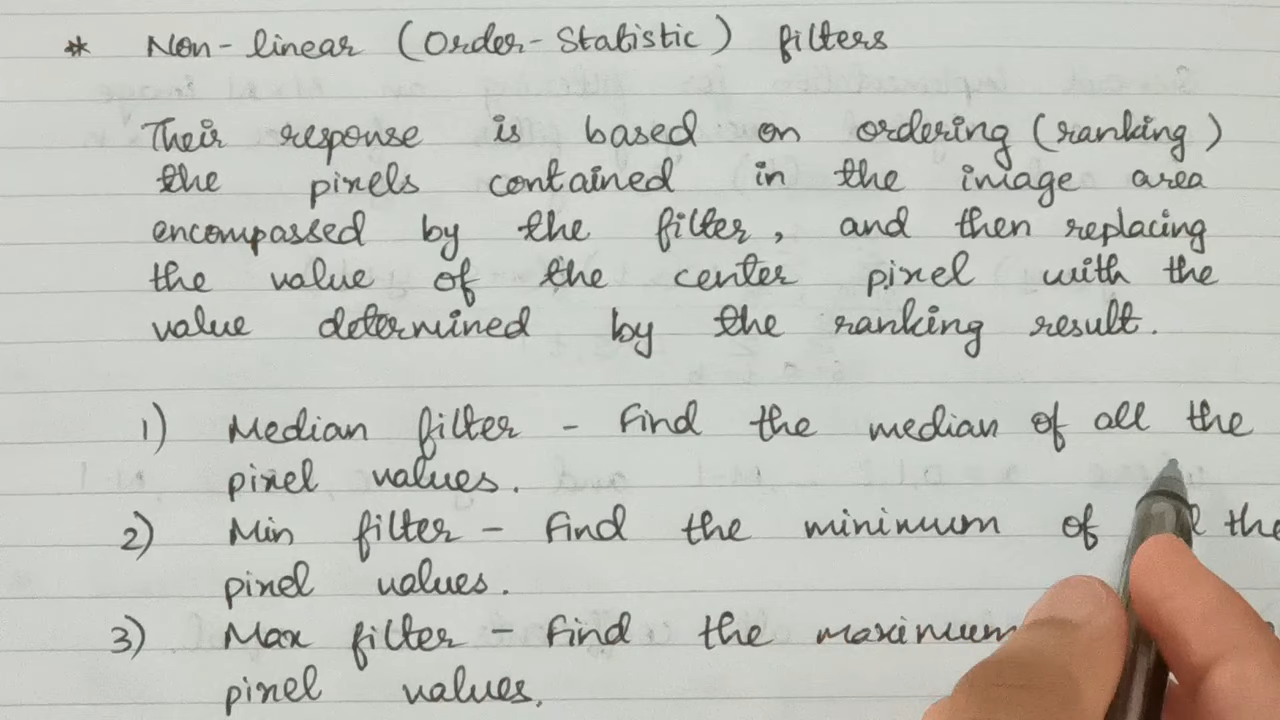 * Non-linear (Order-Statistic) filters
Their response is based on ordering (ranking)
the pixels contained in the image area
encompassed by the filter, and then replacing
the value of the center pixel with the
value determined by the ranking result.
1) Median filter - Find the median of all the
pixel values.
2) Min filter - Find the minimum of the
pixel values.
3) Max filter - Find the maximum
pixel values.